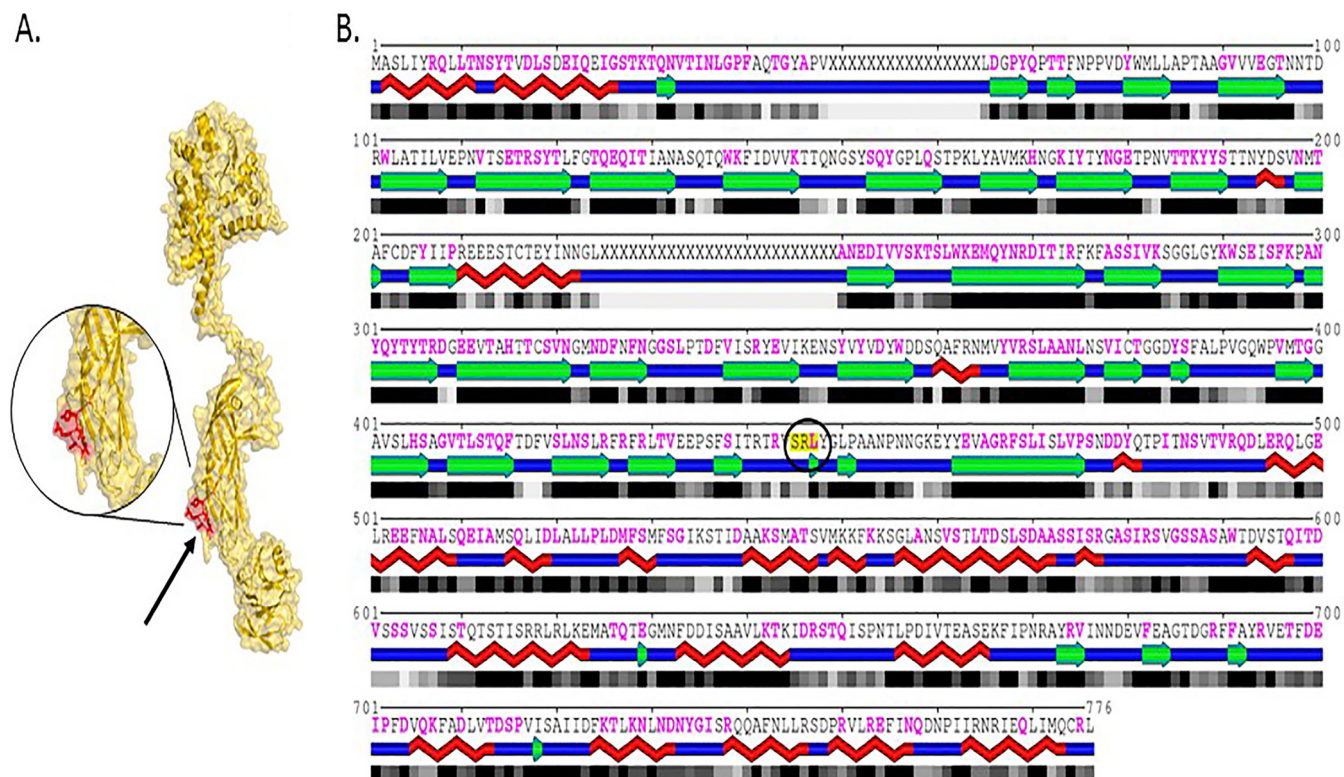 A. B.
1 100
MASLIYRQLLTNSYTVDLSDEIQEIGSTKTQNVTINLGPFAQTGYAPVXXXXXXXXXXXXXXXXLDGPYQPTTFNPPVDYWMLLAPTAAGVVVEGTNNTD
101 200
RWLATILVEPNVTSETRSYTLFGTQEQITIANASQTQWKFIDVVKTTQNGSYSQYGPLQSTPKLYAVMKHNGKIYTYNGETPNVTTKYYSTTNYDSVNMT
201 300
AFCDFYIIPREEESTCTEYINNGLXXXXXXXXXXXXXXXXXXXXXXXXXANEDIVVSKTSLWKEMQYNRDITIRFKFASSIVKSGGLGYKWSEISFKPAN
301 400
YQYTYTRDGEEVTAHTTCSVNGMNDFNFNGGSLPTDFVISRYEVIKENSYVYVDYWDDSQAFRNMVYVRSLAANLNSVICTGGDYSFALPVGQWPVMTGG
401 500
AVSLHSAGVTLSTQFTDFVSLNSLRFRFRLTVEEPSFSITRTRVSRLYGLPAANPNNGKEYYEVAGRFSLISLVPSNDDYQTPITNSVTVRQDLERQLGE
501 600
LREEFNALSQEIAMSQLIDLALLPLDMFSMFSGIKSTIDAAKSMATSVMKKFKKSGLANSVSTLTDSLSDAASSISRGASIRSVGSSASAWTDVSTQITD
601 700
VSSSVSSISTQTSTISRRLRLKEMATQTEGMNFDDISAAVLKTKIDRSTQISPNTLPDIVTEASEKFIPNRAYRVINNDEVFEAGTDGRFFAYRVETFDE
701 776
IPFDVQKFADLVTDSPVISAIIDFKTLKNLNDNYGISRQQAFNLLRSDPRVLREFINQDNPIIRNRIEQLIMQCRL